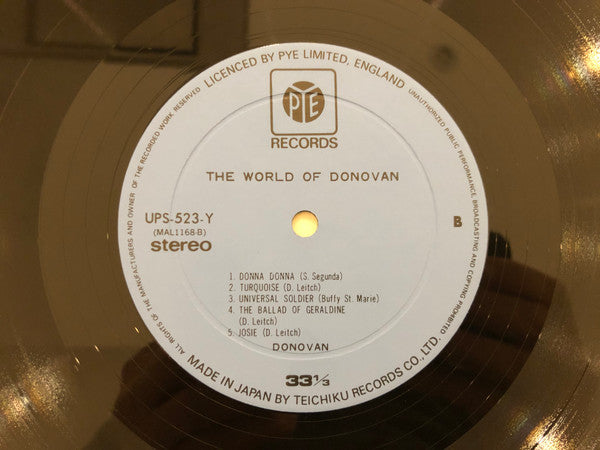 LICENCED BY PYE LIMITED, ENGLAND
UNAUTHORIZED PUBLIC PERFORMANCE, BROADCASTING AND COPYING PROHIBITED.
ALL RIGHTS OF THE MANUFACTURERS AND OWNER OF THE RECORDED WORK RESERVED
PYE
RECORDS
THE WORLD OF DONOVAN
UPS-523-Y
B
(MAL1168-B)
stereo
1. DONNA DONNA (S. Segunda)
2. TURQUOISE (D. Leitch)
3. UNIVERSAL SOLDIER (Buffy St. Marie)
4. THE BALLAD OF GERALDINE
(D. Leitch)
5. JOSIE (D. Leitch)
DONOVAN
33 1/3
MADE IN JAPAN BY TEICHIKU RECORDS CO., LTD.